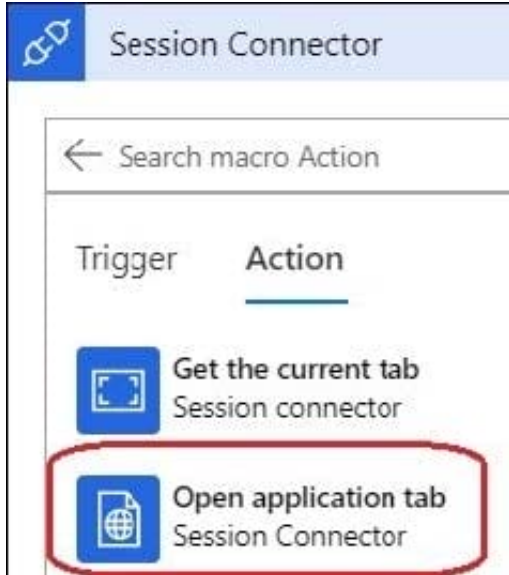 Session Connector
Search macro Action
Trigger Action
Get the current tab
Session connector
Open application tab
Session Connector